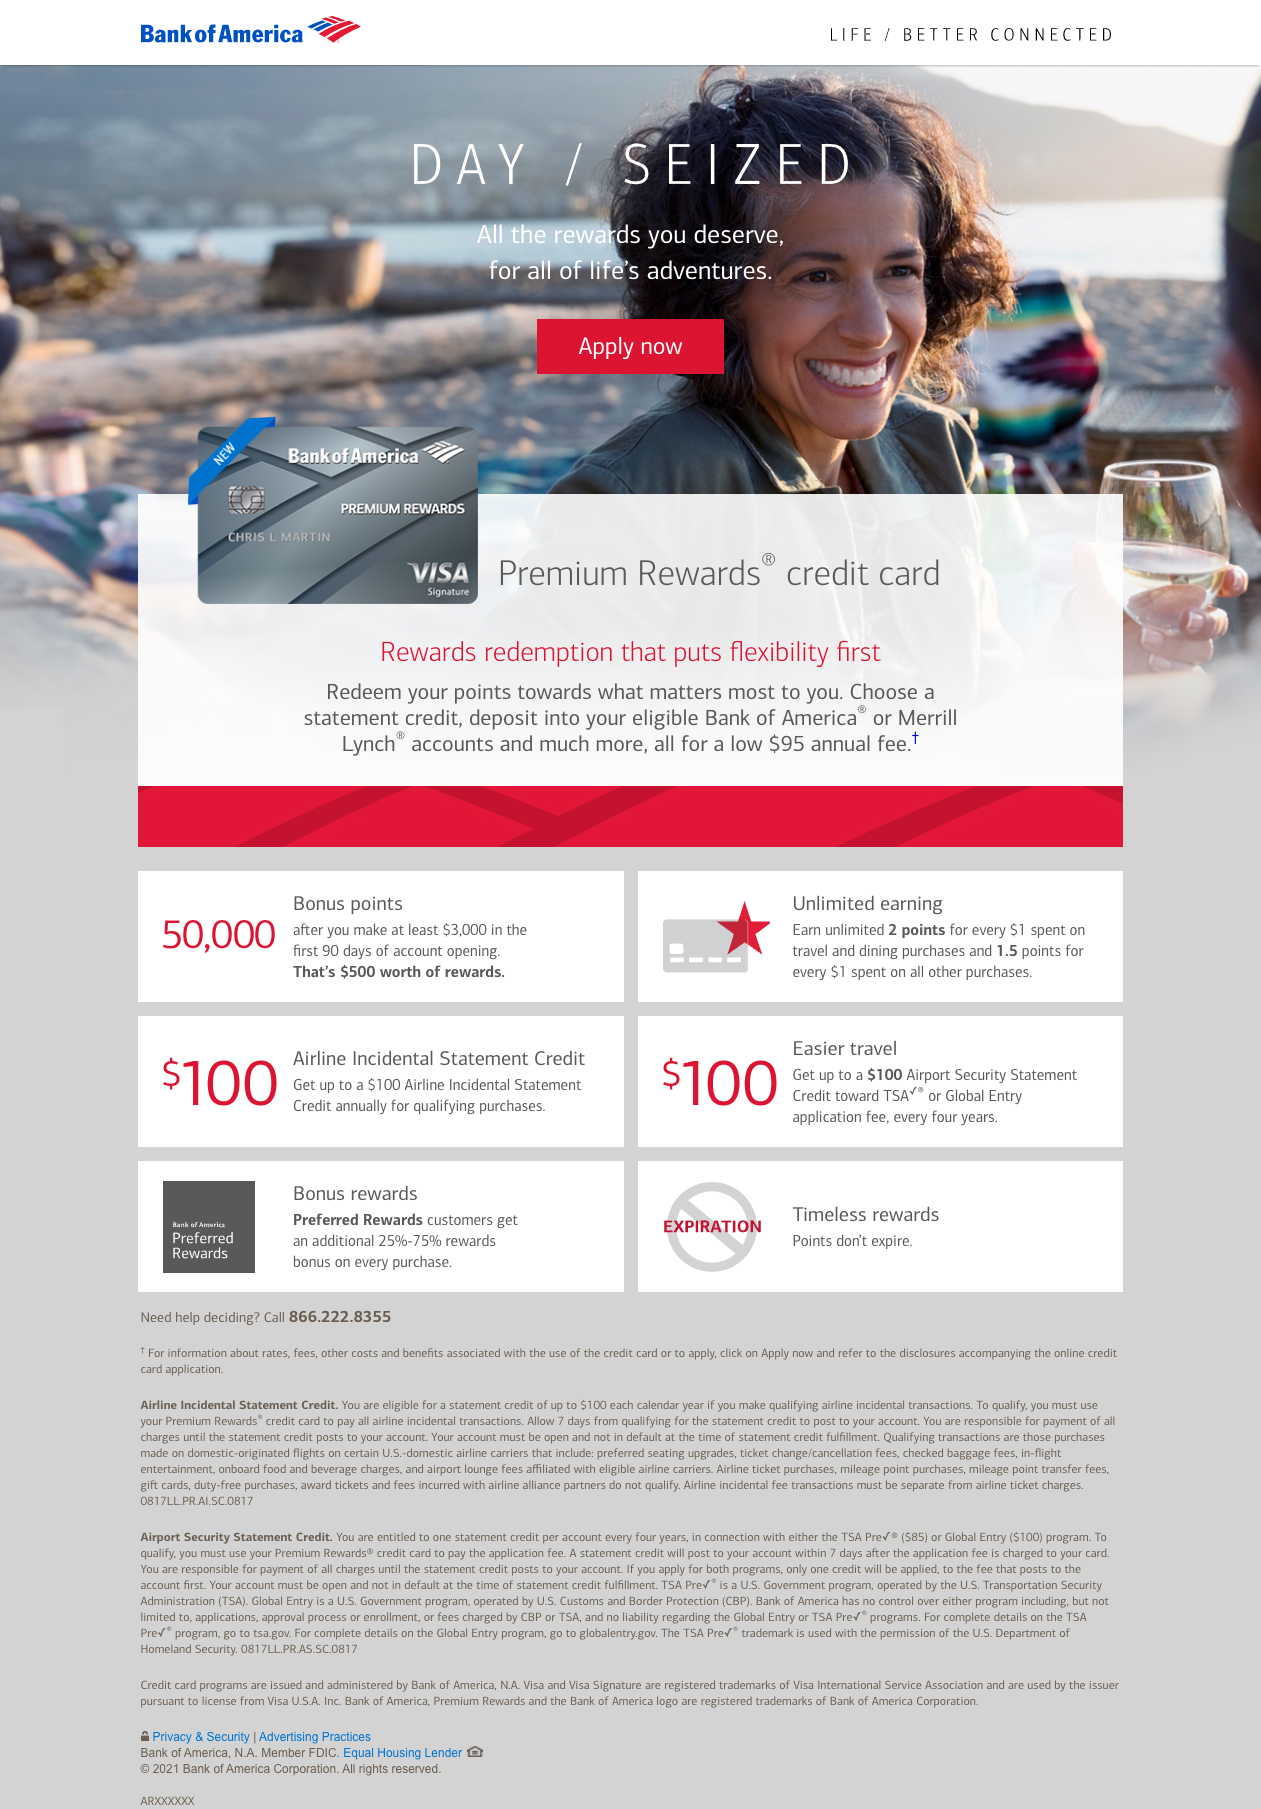 Bank of America
LIFE / BETTER CONNECTED
DAY / SEIZED
All the rewards you deserve,
for all of life’s adventures.
Apply now
NEW
Bank of America
PREMIUM REWARDS
CHRIS L MARTIN
VISA
Signature
Premium Rewards® credit card
Rewards redemption that puts flexibility first
Redeem your points towards what matters most to you. Choose a
statement credit, deposit into your eligible Bank of America® or Merrill
Lynch® accounts and much more, all for a low $95 annual fee.†
50,000
Bonus points
after you make at least $3,000 in the
first 90 days of account opening.
That’s $500 worth of rewards.
Unlimited earning
Earn unlimited 2 points for every $1 spent on
travel and dining purchases and 1.5 points for
every $1 spent on all other purchases.
$100
Airline Incidental Statement Credit
Get up to a $100 Airline Incidental Statement
Credit annually for qualifying purchases.
$100
Easier travel
Get up to a $100 Airport Security Statement
Credit toward TSA✓® or Global Entry
application fee, every four years.
Bank of America
Preferred
Rewards
Bonus rewards
Preferred Rewards customers get
an additional 25%-75% rewards
bonus on every purchase.
EXPIRATION
Timeless rewards
Points don’t expire.
Need help deciding? Call 866.222.8355
† For information about rates, fees, other costs and benefits associated with the use of the credit card or to apply, click on Apply now and refer to the disclosures accompanying the online credit
card application.
Airline Incidental Statement Credit. You are eligible for a statement credit of up to $100 each calendar year if you make qualifying airline incidental transactions. To qualify, you must use
your Premium Rewards® credit card to pay all airline incidental transactions. Allow 7 days from qualifying for the statement credit to post to your account. You are responsible for payment of all
charges until the statement credit posts to your account. Your account must be open and not in default at the time of statement credit fulfillment. Qualifying transactions are those purchases
made on domestic-originated flights on certain U.S.-domestic airline carriers that include: preferred seating upgrades, ticket change/cancellation fees, checked baggage fees, in-flight
entertainment, onboard food and beverage charges, and airport lounge fees affiliated with eligible airline carriers. Airline ticket purchases, mileage point purchases, mileage point transfer fees,
gift cards, duty-free purchases, award tickets and fees incurred with airline alliance partners do not qualify. Airline incidental fee transactions must be separate from airline ticket charges.
0817LL.PR.AI.SC.0817
Airport Security Statement Credit. You are entitled to one statement credit per account every four years, in connection with either the TSA Pre✓® ($85) or Global Entry ($100) program. To
qualify, you must use your Premium Rewards® credit card to pay the application fee. A statement credit will post to your account within 7 days after the application fee is charged to your card.
You are responsible for payment of all charges until the statement credit posts to your account. If you apply for both programs, only one credit will be applied, to the fee that posts to the
account first. Your account must be open and not in default at the time of statement credit fulfillment. TSA Pre✓® is a U.S. Government program, operated by the U.S. Transportation Security
Administration (TSA). Global Entry is a U.S. Government program, operated by U.S. Customs and Border Protection (CBP). Bank of America has no control over either program including, but not
limited to, applications, approval process or enrollment, or fees charged by CBP or TSA, and no liability regarding the Global Entry or TSA Pre✓® programs. For complete details on the TSA
Pre✓® program, go to tsa.gov. For complete details on the Global Entry program, go to globalentry.gov. The TSA Pre✓® trademark is used with the permission of the U.S. Department of
Homeland Security. 0817LL.PR.AS.SC.0817
Credit card programs are issued and administered by Bank of America, N.A. Visa and Visa Signature are registered trademarks of Visa International Service Association and are used by the issuer
pursuant to license from Visa U.S.A. Inc. Bank of America, Premium Rewards and the Bank of America logo are registered trademarks of Bank of America Corporation.
Privacy & Security | Advertising Practices
Bank of America, N.A. Member FDIC. Equal Housing Lender
© 2021 Bank of America Corporation. All rights reserved.
ARXXXXXX